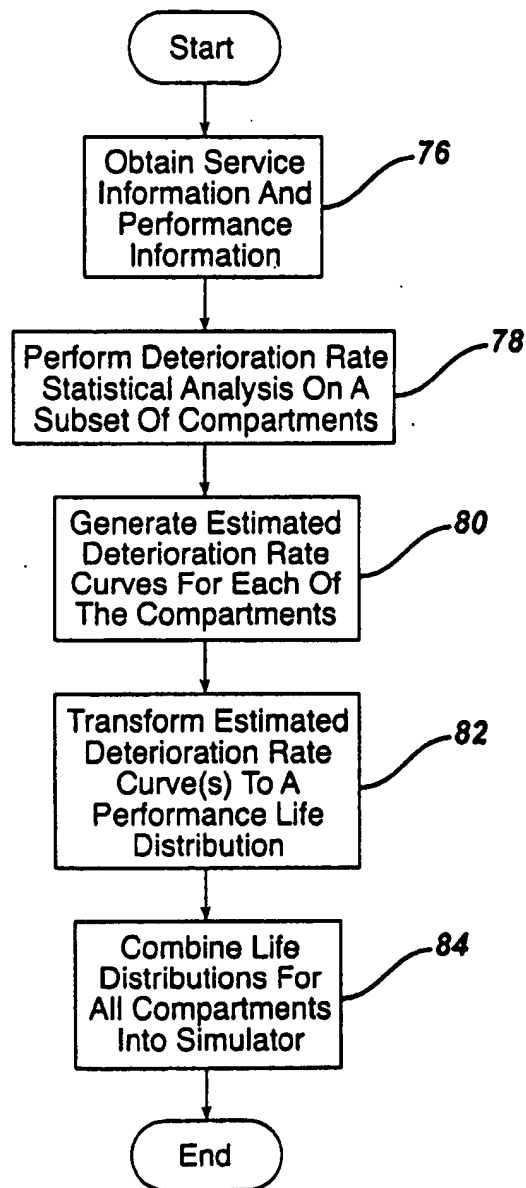 Start
Obtain Service
Information And
Performance
Information
76
Perform Deterioration Rate
Statistical Analysis On A
Subset Of Compartments
78
Generate Estimated
Deterioration Rate
Curves For Each Of
The Compartments
80
Transform Estimated
Deterioration Rate
Curve(s) To A
Performance Life
Distribution
82
Combine Life
Distributions For
All Compartments
Into Simulator
84
End